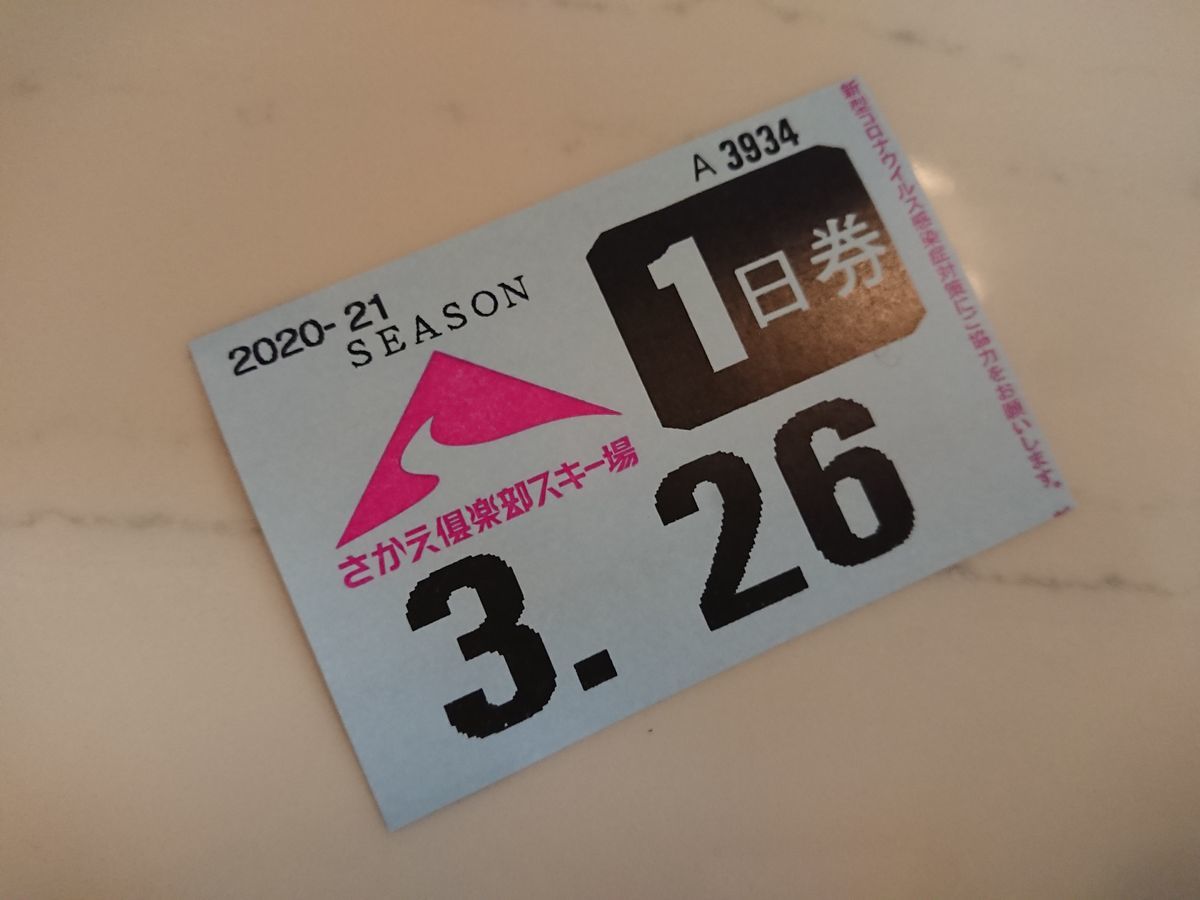 2020-21
SEASON
A 3934
1日券
さかえ倶楽部スキー場
3. 26
新型コロナウイルス感染症対策にご協力をお願いします。